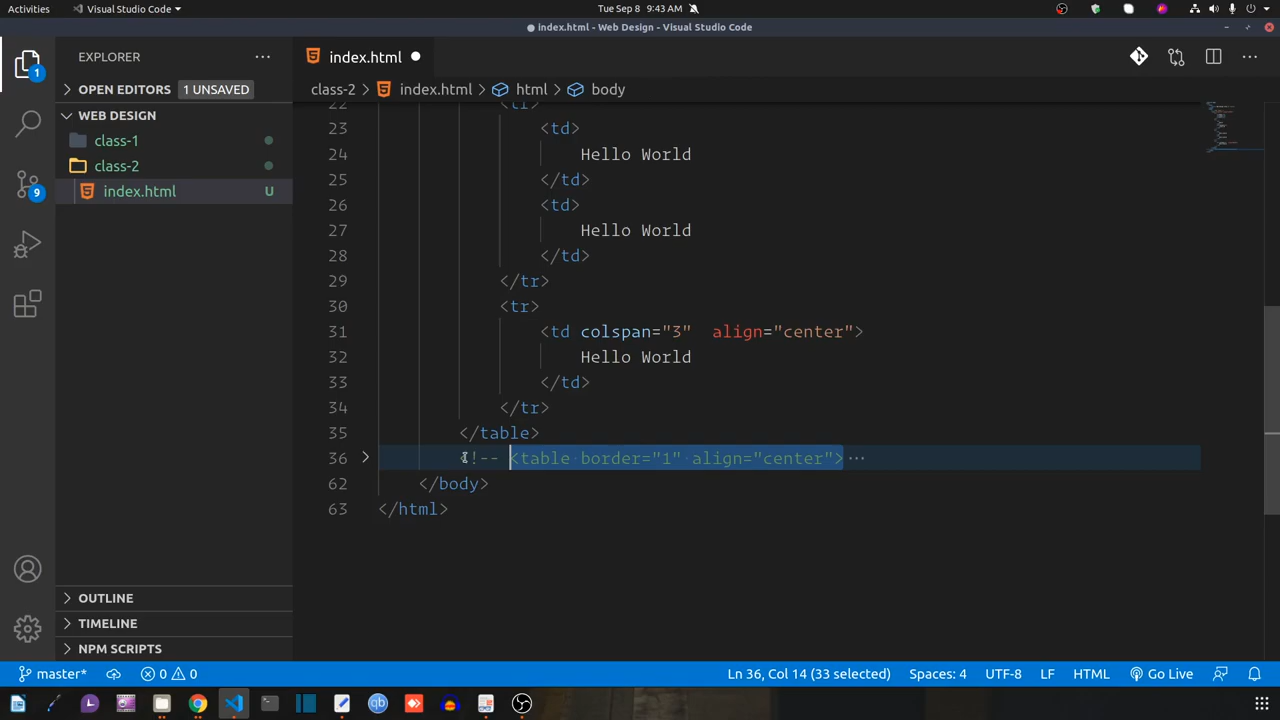 Activities
Visual Studio Code
Tue Sep 8 9:43 AM
● index.html - Web Design - Visual Studio Code
EXPLORER
index.html
OPEN EDITORS 1 UNSAVED
class-2 > index.html > html > body
WEB DESIGN
class-1
class-2
index.html U
1
9
22 <tr>
23 <td>
24 Hello World
25 </td>
26 <td>
27 Hello World
28 </td>
29 </tr>
30 <tr>
31 <td colspan="3"  align="center">
32 Hello World
33 </td>
34 </tr>
35 </table>
36 <!-- <table border="1" align="center"> ···
62 </body>
63 </html>
OUTLINE
TIMELINE
NPM SCRIPTS
master* 0 0 Ln 36, Col 14 (33 selected) Spaces: 4 UTF-8 LF HTML Go Live
qb